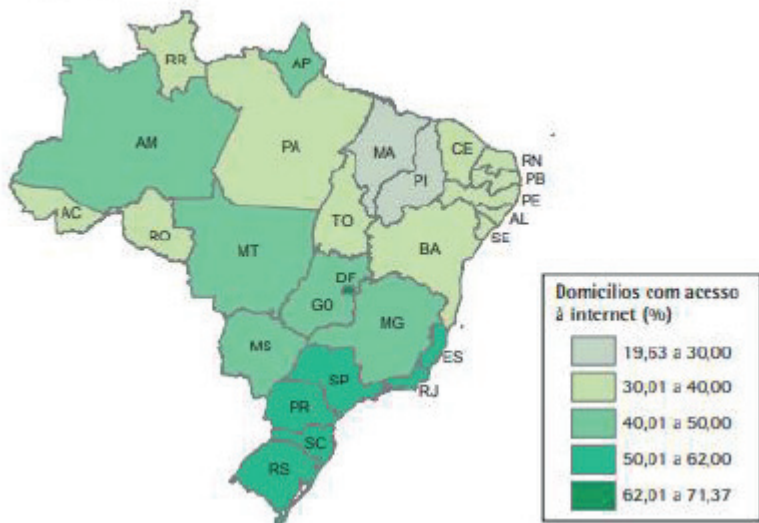 RR
AP
AM
PA
MA
CE
RN
PB
PI
PE
AL
SE
AC
RO
TO
BA
MT
DF
GO
MG
MS
ES
SP
RJ
PR
SC
RS
Domicílios com acesso
à internet (%)
19,63 a 30,00
30,01 a 40,00
40,01 a 50,00
50,01 a 62,00
62,01 a 71,37